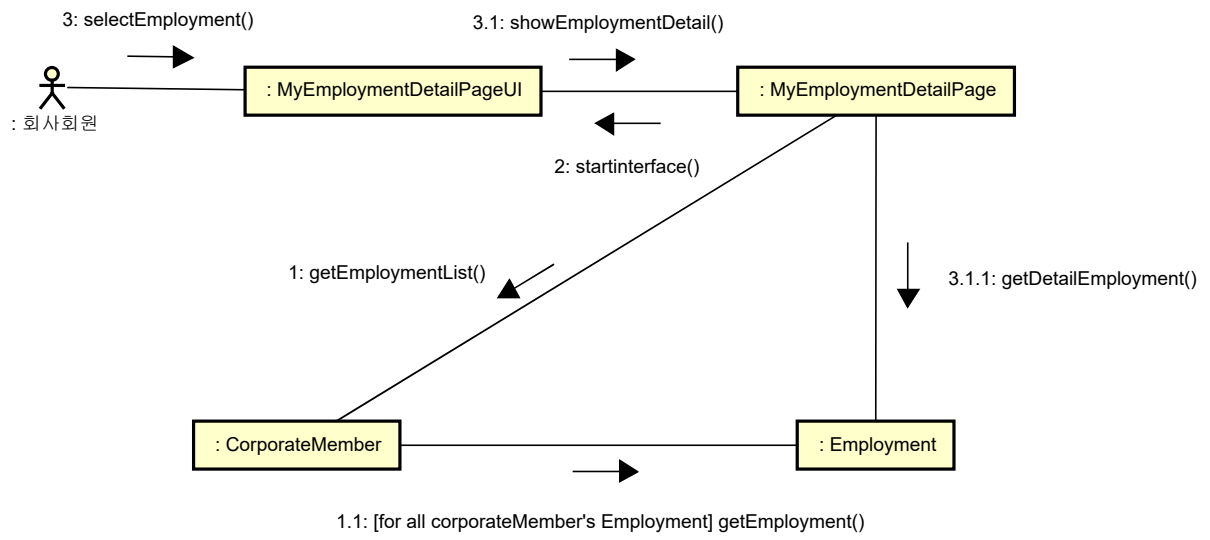 3: selectEmployment()
3.1: showEmploymentDetail()
: MyEmploymentDetailPageUI
: MyEmploymentDetailPage
: 회사회원
2: startinterface()
1: getEmploymentList()
3.1.1: getDetailEmployment()
: CorporateMember
: Employment
1.1: [for all corporateMember's Employment] getEmployment()